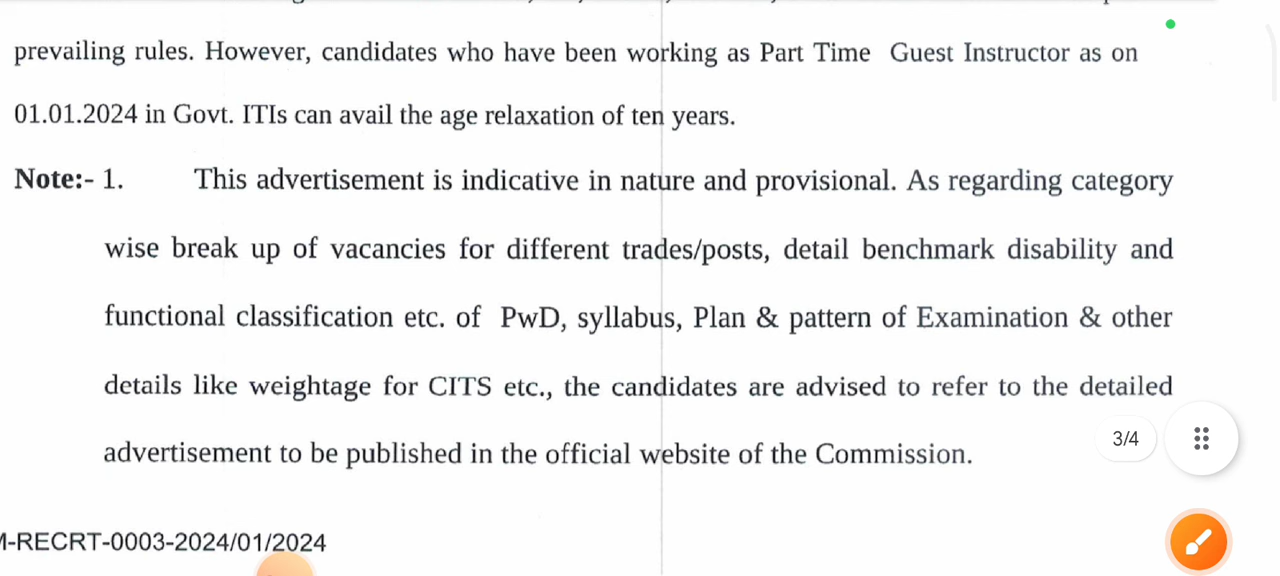 prevailing rules. However, candidates who have been working as Part Time Guest Instructor as on
01.01.2024 in Govt. ITIs can avail the age relaxation of ten years.
Note:- 1. This advertisement is indicative in nature and provisional. As regarding category
wise break up of vacancies for different trades/posts, detail benchmark disability and
functional classification etc. of PwD, syllabus, Plan & pattern of Examination & other
details like weightage for CITS etc., the candidates are advised to refer to the detailed
3/4
advertisement to be published in the official website of the Commission.
-RECRT-0003-2024/01/2024